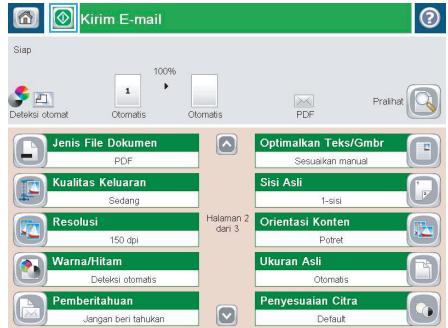 Kirim E-mail
Siap
100%
1
Deteksi otomat
Otomatis
Otomatis
PDF
Pralihat
Jenis File Dokumen
PDF
Optimalkan Teks/Gmbr
Sesuaikan manual
Kualitas Keluaran
Sedang
Sisi Asli
1-sisi
Resolusi
150 dpi
Halaman 2
dari 3
Orientasi Konten
Potret
Warna/Hitam
Deteksi otomatis
Ukuran Asli
Otomatis
Pemberitahuan
Jangan beri tahukan
Penyesuaian Citra
Default